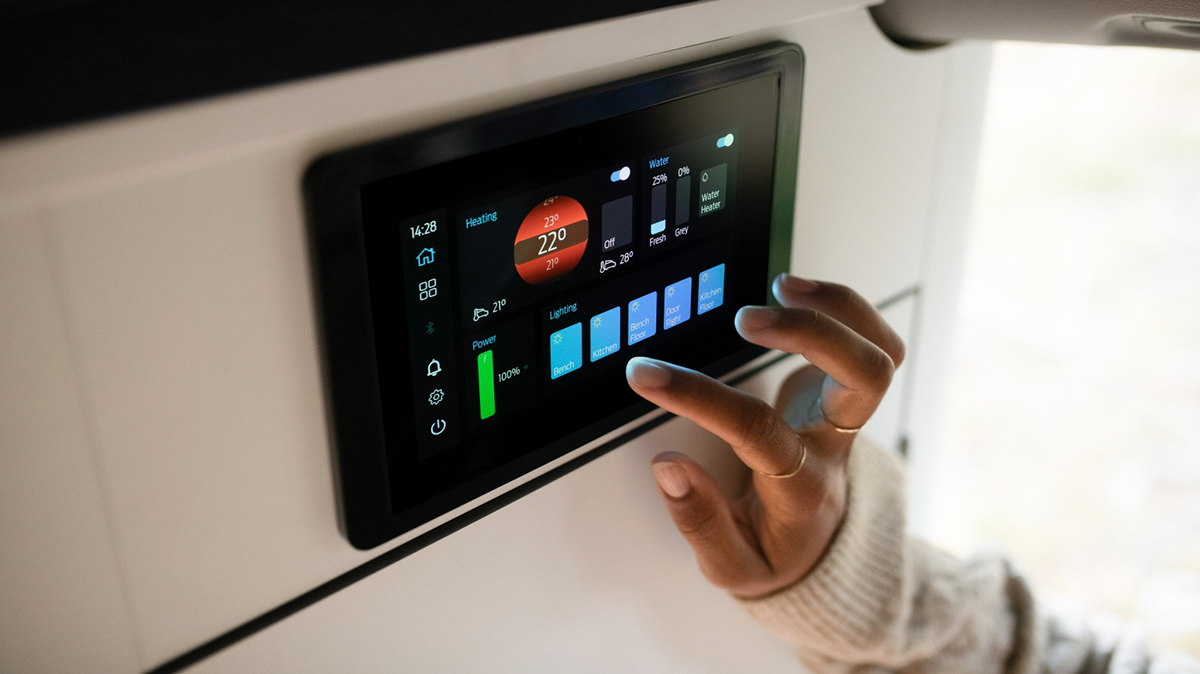 14:28
Heating
24°
23°
22°
21°
Off
28°
21°
Water
25%
0%
Fresh
Grey
Water
Heater
Power
100%
Lighting
Bench
Kitchen
Bench
Floor
Door
Right
Kitchen
Floor